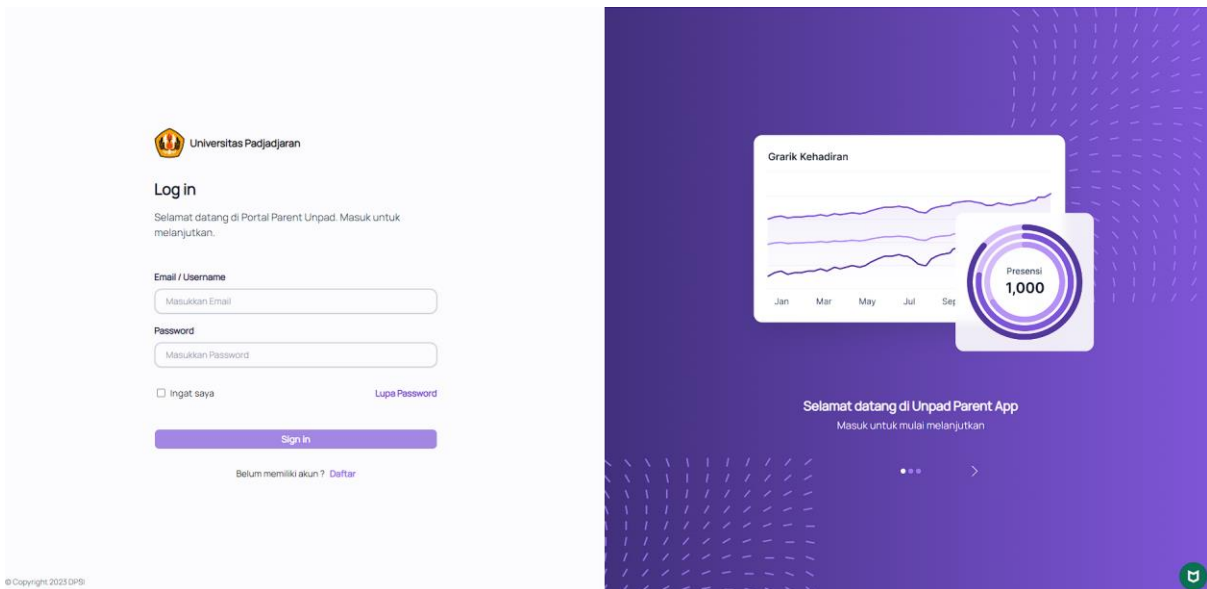 Universitas Padjadjaran
Log in
Selamat datang di Portal Parent Unpad. Masuk untuk
melanjutkan.
Email / Username
Masukkan Email
Password
Masukkan Password
Ingat saya
Lupa Password
Sign in
Belum memiliki akun ? Daftar
© Copyright 2023 DPSI
Grarik Kehadiran
Jan Mar May Jul Sep
Presensi
1,000
Selamat datang di Unpad Parent App
Masuk untuk mulai melanjutkan